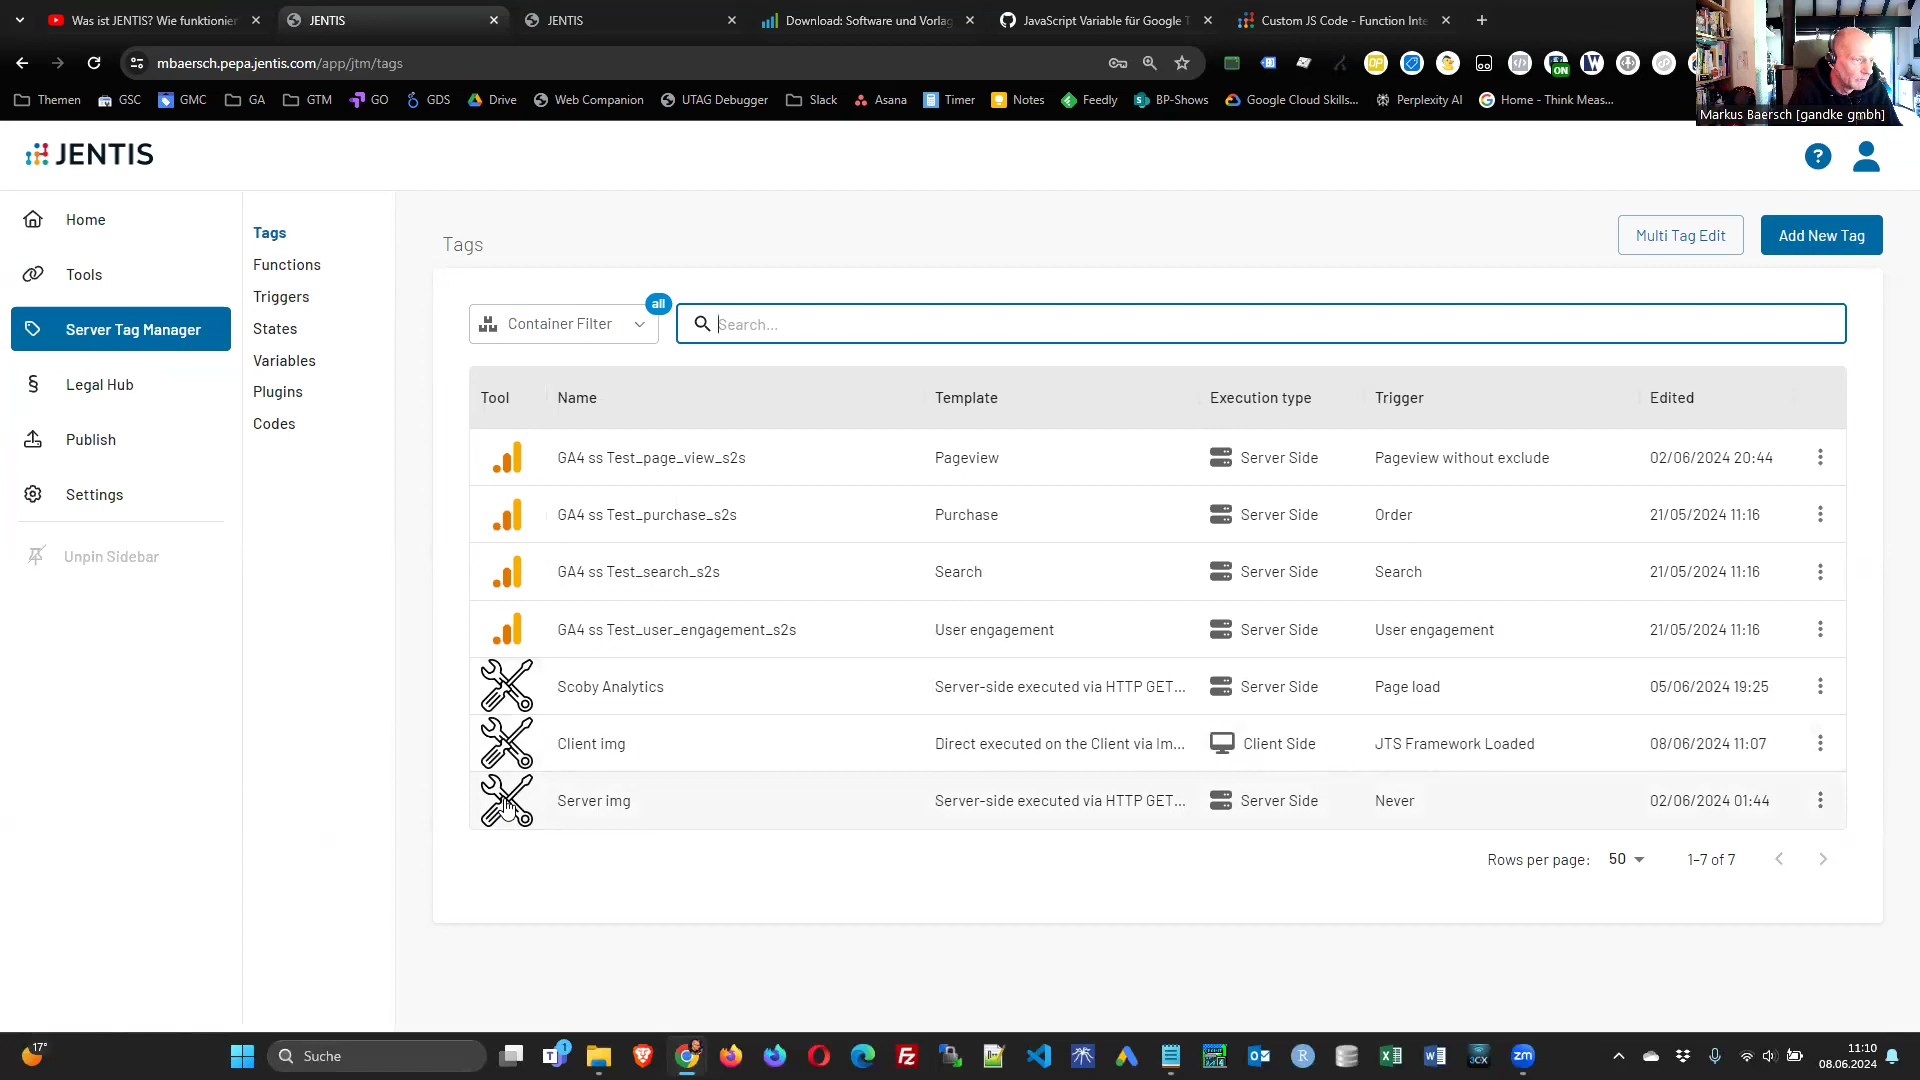 Was ist JENTIS? Wie funktionier
JENTIS
JENTIS
Download: Software und Vorlag
JavaScript Variable für Google T
Custom JS Code - Function Inte
mbaersch.pepa.jentis.com/app/jtm/tags
Themen
GSC
GMC
GA
GTM
GO
GDS
Drive
Web Companion
UTAG Debugger
Slack
Asana
Timer
Notes
Feedly
BP-Shows
Google Cloud Skills...
Perplexity AI
Home - Think Meas...
Markus Baersch [gandke gmbh]
JENTIS
Home
Tools
Server Tag Manager
Legal Hub
Publish
Settings
Unpin Sidebar
Tags
Functions
Triggers
States
Variables
Plugins
Codes
Tags
Multi Tag Edit
Add New Tag
Container Filter
all
Search...
Tool Name Template Execution type Trigger Edited
GA4 ss Test_page_view_s2s Pageview Server Side Pageview without exclude 02/06/2024 20:44
GA4 ss Test_purchase_s2s Purchase Server Side Order 21/05/2024 11:16
GA4 ss Test_search_s2s Search Server Side Search 21/05/2024 11:16
GA4 ss Test_user_engagement_s2s User engagement Server Side User engagement 21/05/2024 11:16
Scoby Analytics Server-side executed via HTTP GET... Server Side Page load 05/06/2024 19:25
Client img Direct executed on the Client via Im... Client Side JTS Framework Loaded 08/06/2024 11:07
Server img Server-side executed via HTTP GET... Server Side Never 02/06/2024 01:44
Rows per page: 50 1-7 of 7
17°
Suche
11:10
08.06.2024